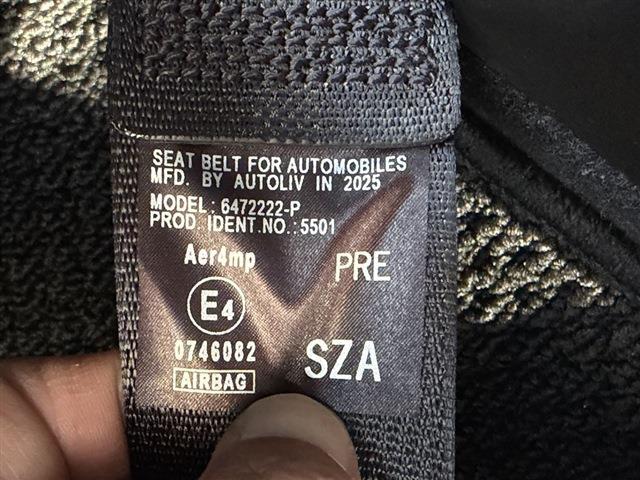 SEAT BELT FOR AUTOMOBILES
MFD. BY AUTOLIV IN 2025
MODEL: 6472222-P
PROD. IDENT.NO.:5501
Aer4mp
PRE
E4
0746082
SZA
AIRBAG